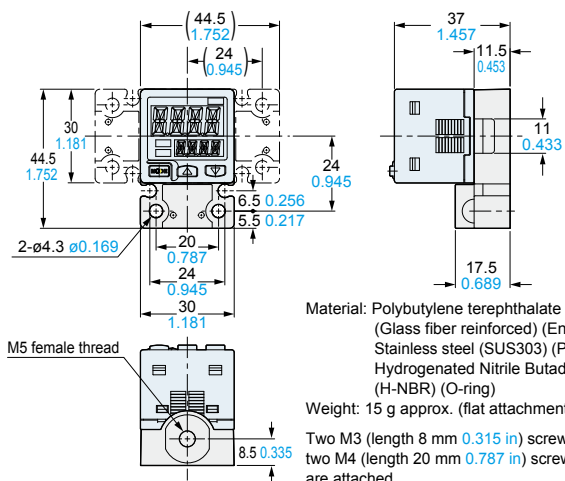 (44.5)
1.752
(24)
(0.945)
37
1.457
11.5
0.453
30
1.181
44.5
1.752
24
0.945
11
0.433
6.5 0.256
5.5 0.217
2-ø4.3 ø0.169
20
0.787
24
0.945
30
1.181
17.5
0.689
M5 female thread
8.5 0.335
Material: Polybutylene terephthalate
(Glass fiber reinforced)
Stainless steel (SUS303)
Hydrogenated Nitrile
(H-NBR) (O-ring)
Weight: 15 g approx. (flat
Two M3 (length 8 mm 0.315 in)
two M4 (length 20 mm 0.787 in)
are attached